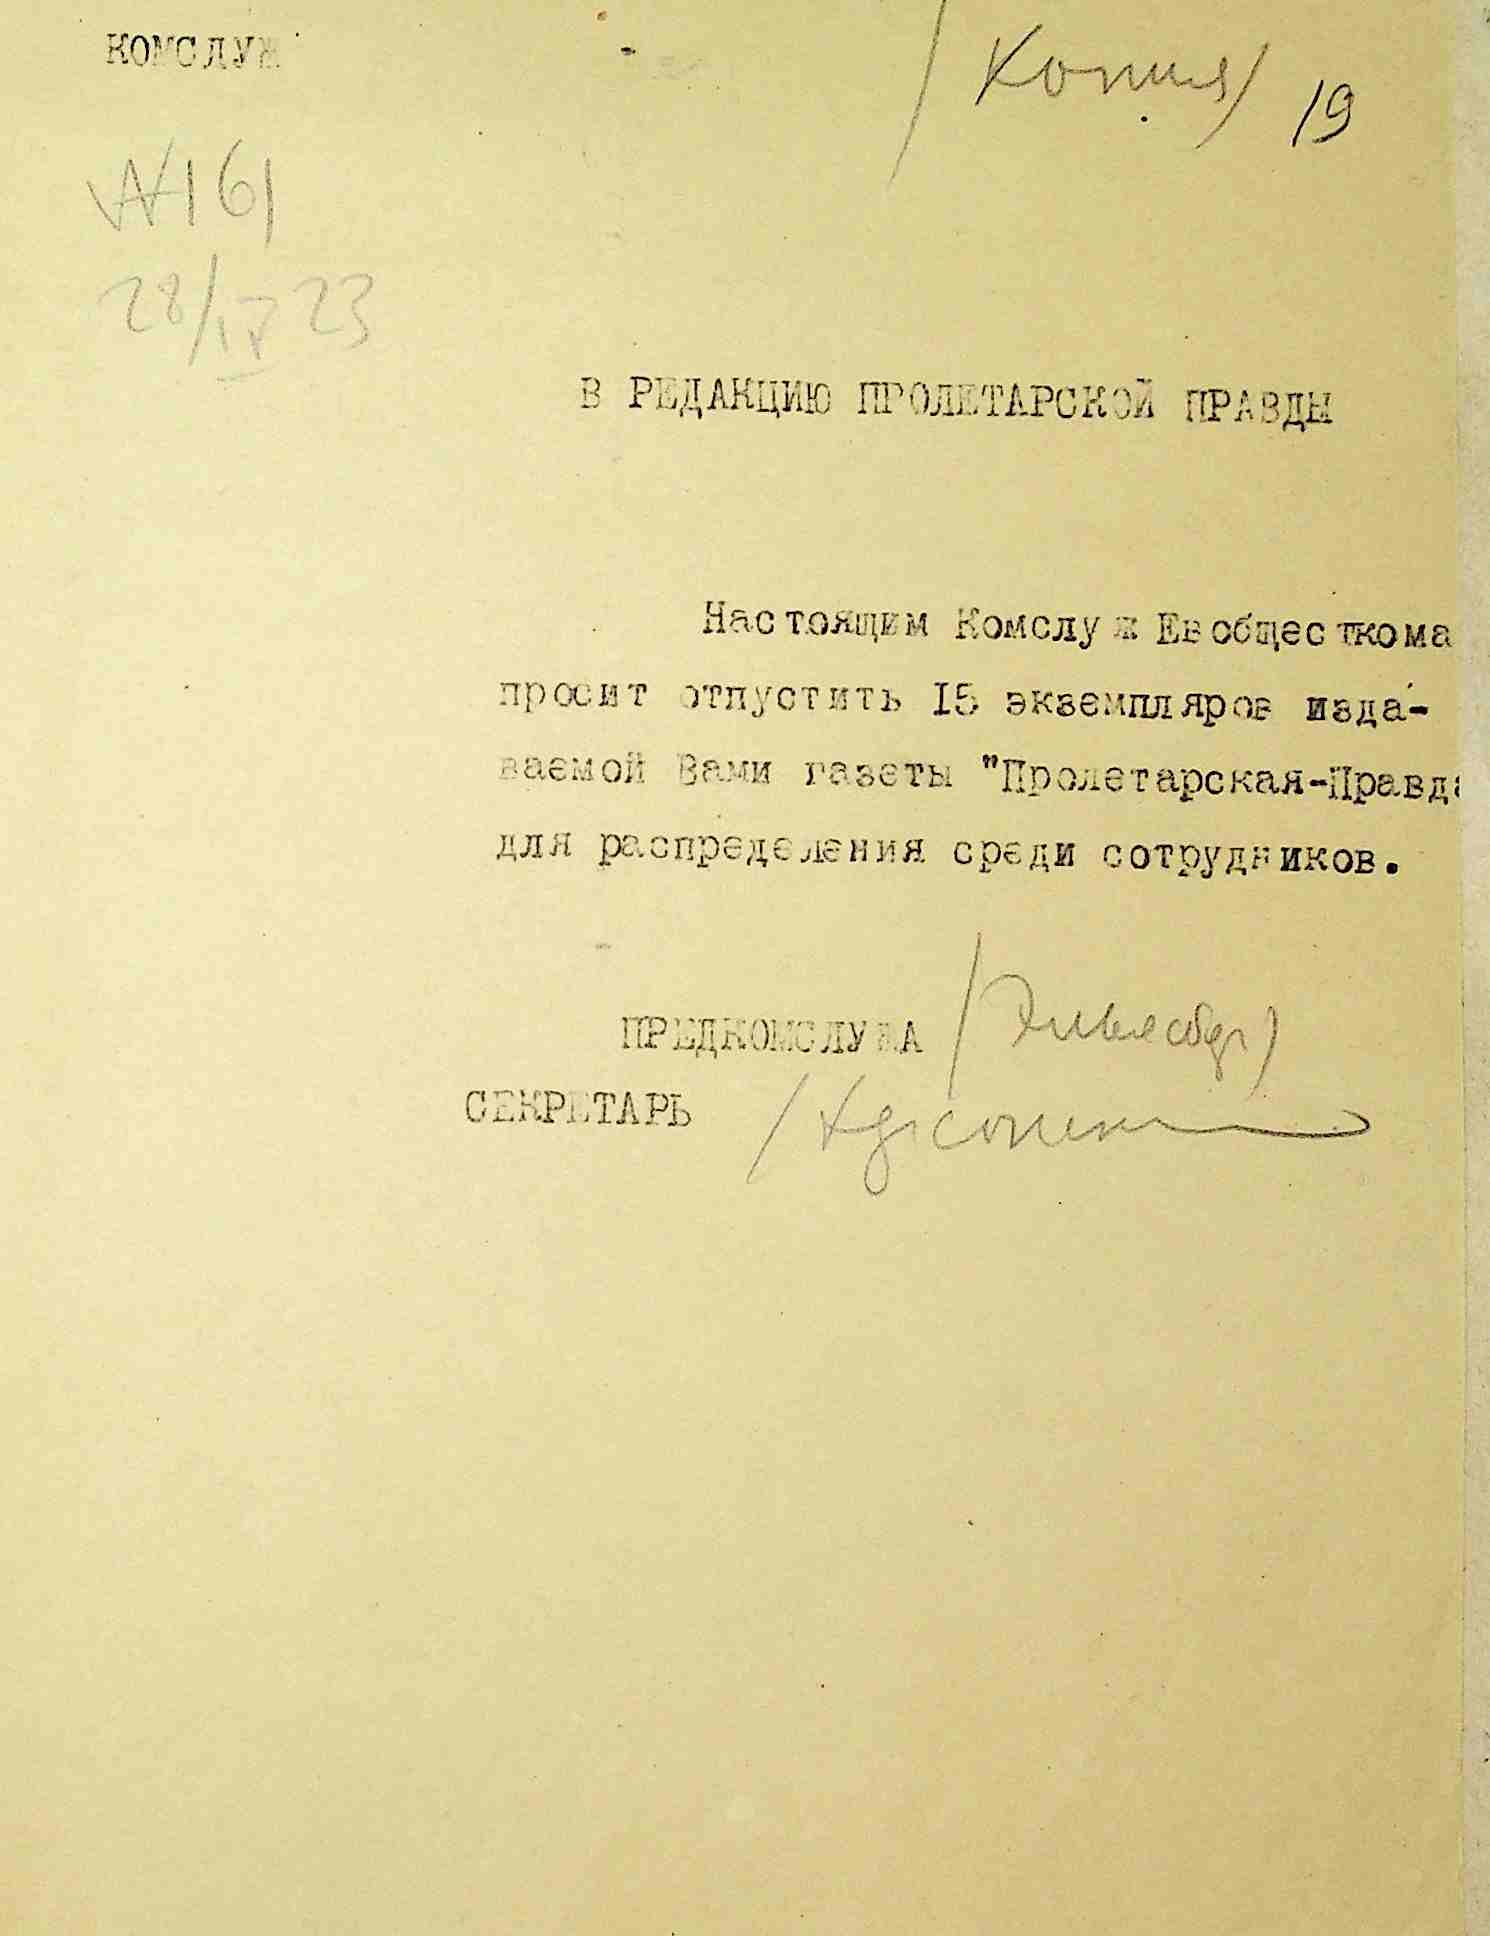 КОМСЛУЖ
/Копия/
19
№161
28/IV 23
В РЕДАКЦИЮ ПРОЛЕТАРСКОЙ ПРАВДЫ
Настоящим Комслуж Евобщесткома
просит отпустить 15 экземпляров изда-
ваемой Вами газеты "Пролетарская-Правда
для распределения среди сотрудников.
ПРЕДКОМСЛУЖА
СЕКРЕТАРЬ